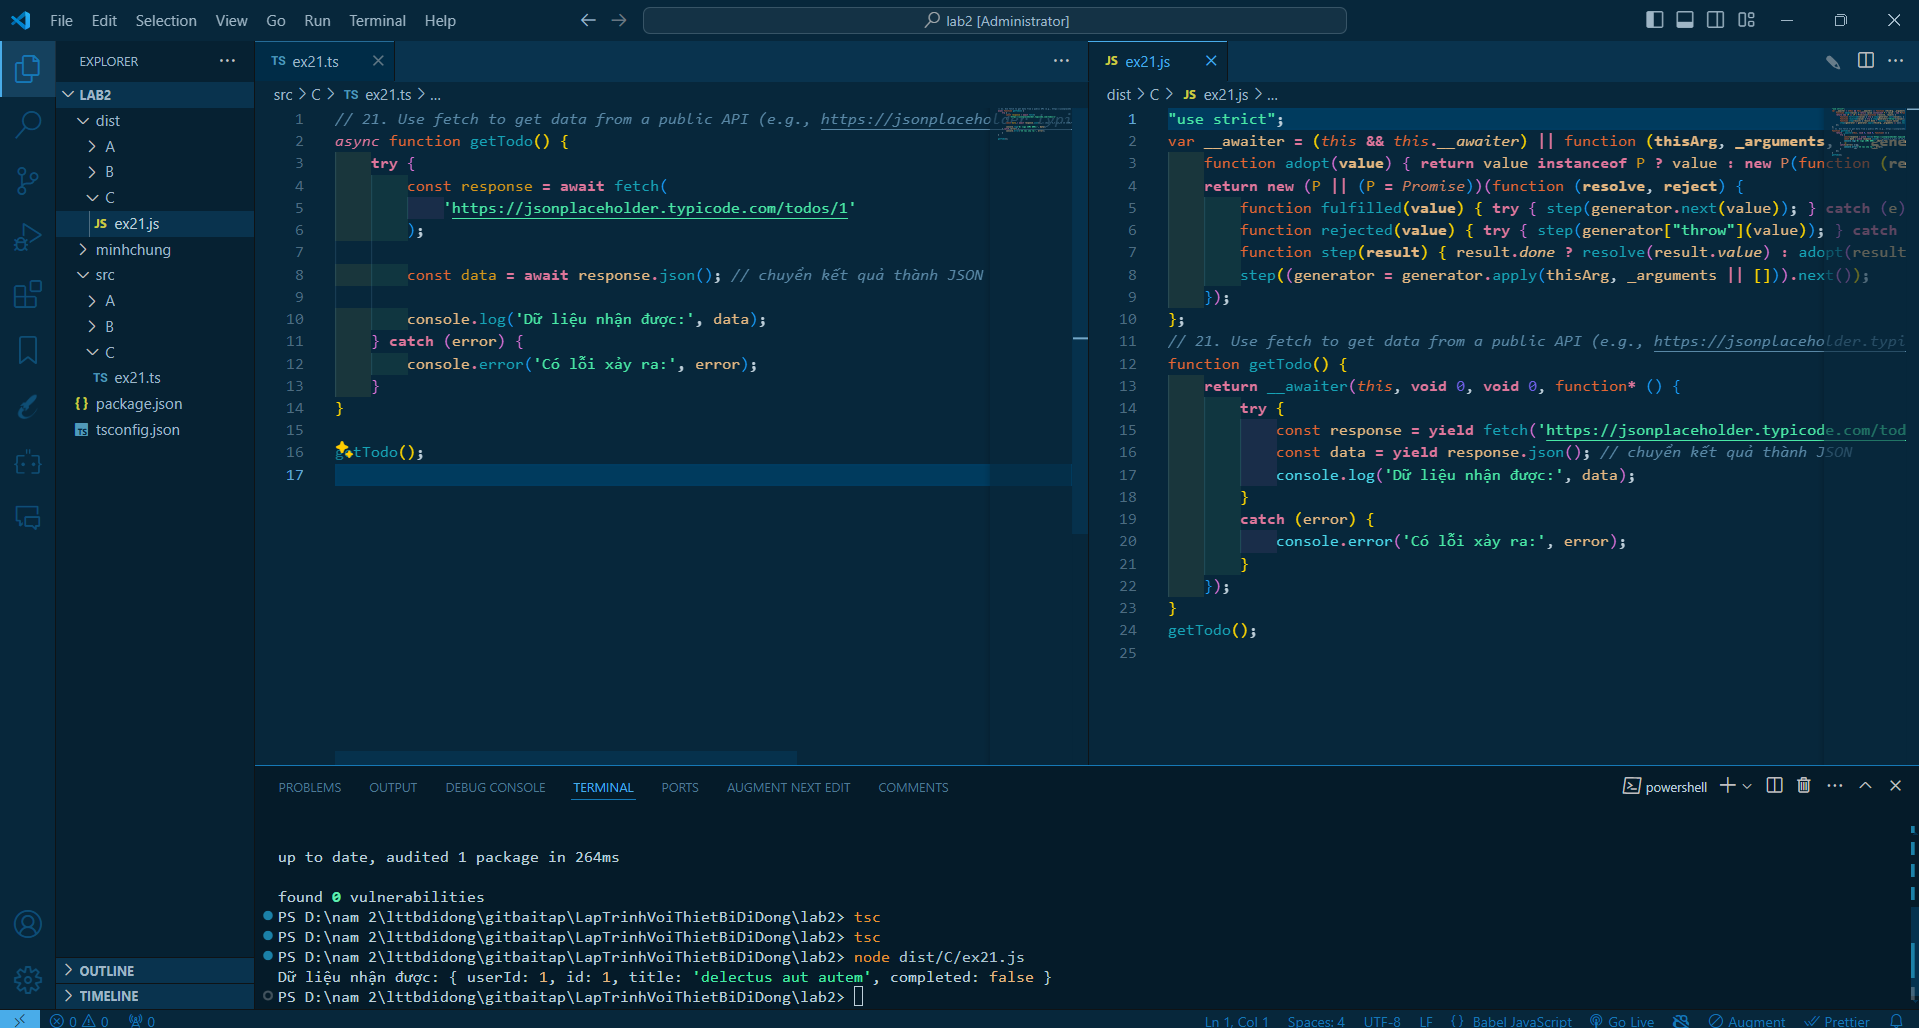 File Edit Selection View Go Run Terminal Help
lab2 [Administrator]
EXPLORER
LAB2
dist
A
B
C
JS ex21.js
minhchung
src
A
B
C
TS ex21.ts
{} package.json
TS tsconfig.json
OUTLINE
TIMELINE
TS ex21.ts
src > C > TS ex21.ts > ...
1 // 21. Use fetch to get data from a public API (e.g., https://jsonplaceholder.typi
2 async function getTodo() {
3 try {
4 const response = await fetch(
5 'https://jsonplaceholder.typicode.com/todos/1'
6 );
7
8 const data = await response.json(); // chuyển kết quả thành JSON
9
10 console.log('Dữ liệu nhận được:', data);
11 } catch (error) {
12 console.error('Có lỗi xảy ra:', error);
13 }
14 }
15
16 getTodo();
17
JS ex21.js
dist > C > JS ex21.js > ...
1 "use strict";
2 var __awaiter = (this && this.__awaiter) || function (thisArg, _arguments, P, gene
3 function adopt(value) { return value instanceof P ? value : new P(function (re
4 return new (P || (P = Promise))(function (resolve, reject) {
5 function fulfilled(value) { try { step(generator.next(value)); } catch (e)
6 function rejected(value) { try { step(generator["throw"](value)); } catch
7 function step(result) { result.done ? resolve(result.value) : adopt(result
8 step((generator = generator.apply(thisArg, _arguments || [])).next());
9 });
10 };
11 // 21. Use fetch to get data from a public API (e.g., https://jsonplaceholder.typi
12 function getTodo() {
13 return __awaiter(this, void 0, void 0, function* () {
14 try {
15 const response = yield fetch('https://jsonplaceholder.typicode.com/tod
16 const data = yield response.json(); // chuyển kết quả thành JSON
17 console.log('Dữ liệu nhận được:', data);
18 }
19 catch (error) {
20 console.error('Có lỗi xảy ra:', error);
21 }
22 });
23 }
24 getTodo();
25
PROBLEMS OUTPUT DEBUG CONSOLE TERMINAL PORTS AUGMENT NEXT EDIT COMMENTS
powershell
up to date, audited 1 package in 264ms
found 0 vulnerabilities
PS D:\nam 2\lttbdidong\gitbaitap\LapTrinhVoiThietBiDiDong\lab2> tsc
PS D:\nam 2\lttbdidong\gitbaitap\LapTrinhVoiThietBiDiDong\lab2> tsc
PS D:\nam 2\lttbdidong\gitbaitap\LapTrinhVoiThietBiDiDong\lab2> node dist/C/ex21.js
Dữ liệu nhận được: { userId: 1, id: 1, title: 'delectus aut autem', completed: false }
PS D:\nam 2\lttbdidong\gitbaitap\LapTrinhVoiThietBiDiDong\lab2>
0 0 0
Ln 1, Col 1 Spaces: 4 UTF-8 LF {} Babel JavaScript Go Live Augment Prettier